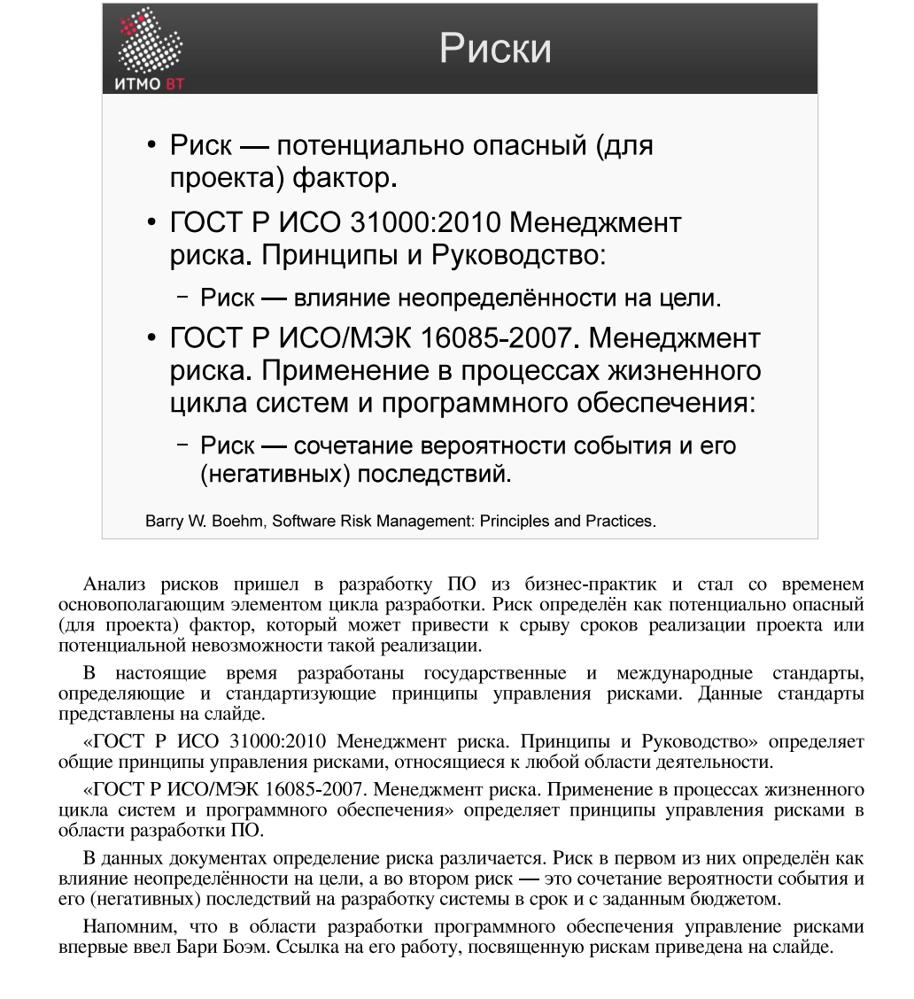 ИТМО ВТ
Риски
• Риск — потенциально опасный (для
проекта) фактор.
• ГОСТ Р ИСО 31000:2010 Менеджмент
риска. Принципы и Руководство:
– Риск — влияние неопределённости на цели.
• ГОСТ Р ИСО/МЭК 16085-2007. Менеджмент
риска. Применение в процессах жизненного
цикла систем и программного обеспечения:
– Риск — сочетание вероятности события и его
(негативных) последствий.
Barry W. Boehm, Software Risk Management: Principles and Practices.
Анализ рисков пришел в разработку ПО из бизнес-практик и стал со временем
основополагающим элементом цикла разработки. Риск определён как потенциально опасный
(для проекта) фактор, который может привести к срыву сроков реализации проекта или
потенциальной невозможности такой реализации.
В настоящие время разработаны государственные и международные стандарты,
определяющие и стандартизующие принципы управления рисками. Данные стандарты
представлены на слайде.
«ГОСТ Р ИСО 31000:2010 Менеджмент риска. Принципы и Руководство» определяет
общие принципы управления рисками, относящиеся к любой области деятельности.
«ГОСТ Р ИСО/МЭК 16085-2007. Менеджмент риска. Применение в процессах жизненного
цикла систем и программного обеспечения» определяет принципы управления рисками в
области разработки ПО.
В данных документах определение риска различается. Риск в первом из них определён как
влияние неопределённости на цели, а во втором риск — это сочетание вероятности события и
его (негативных) последствий на разработку системы в срок и с заданным бюджетом.
Напомним, что в области разработки программного обеспечения управление рисками
впервые ввел Бари Боэм. Ссылка на его работу, посвященную рискам приведена на слайде.